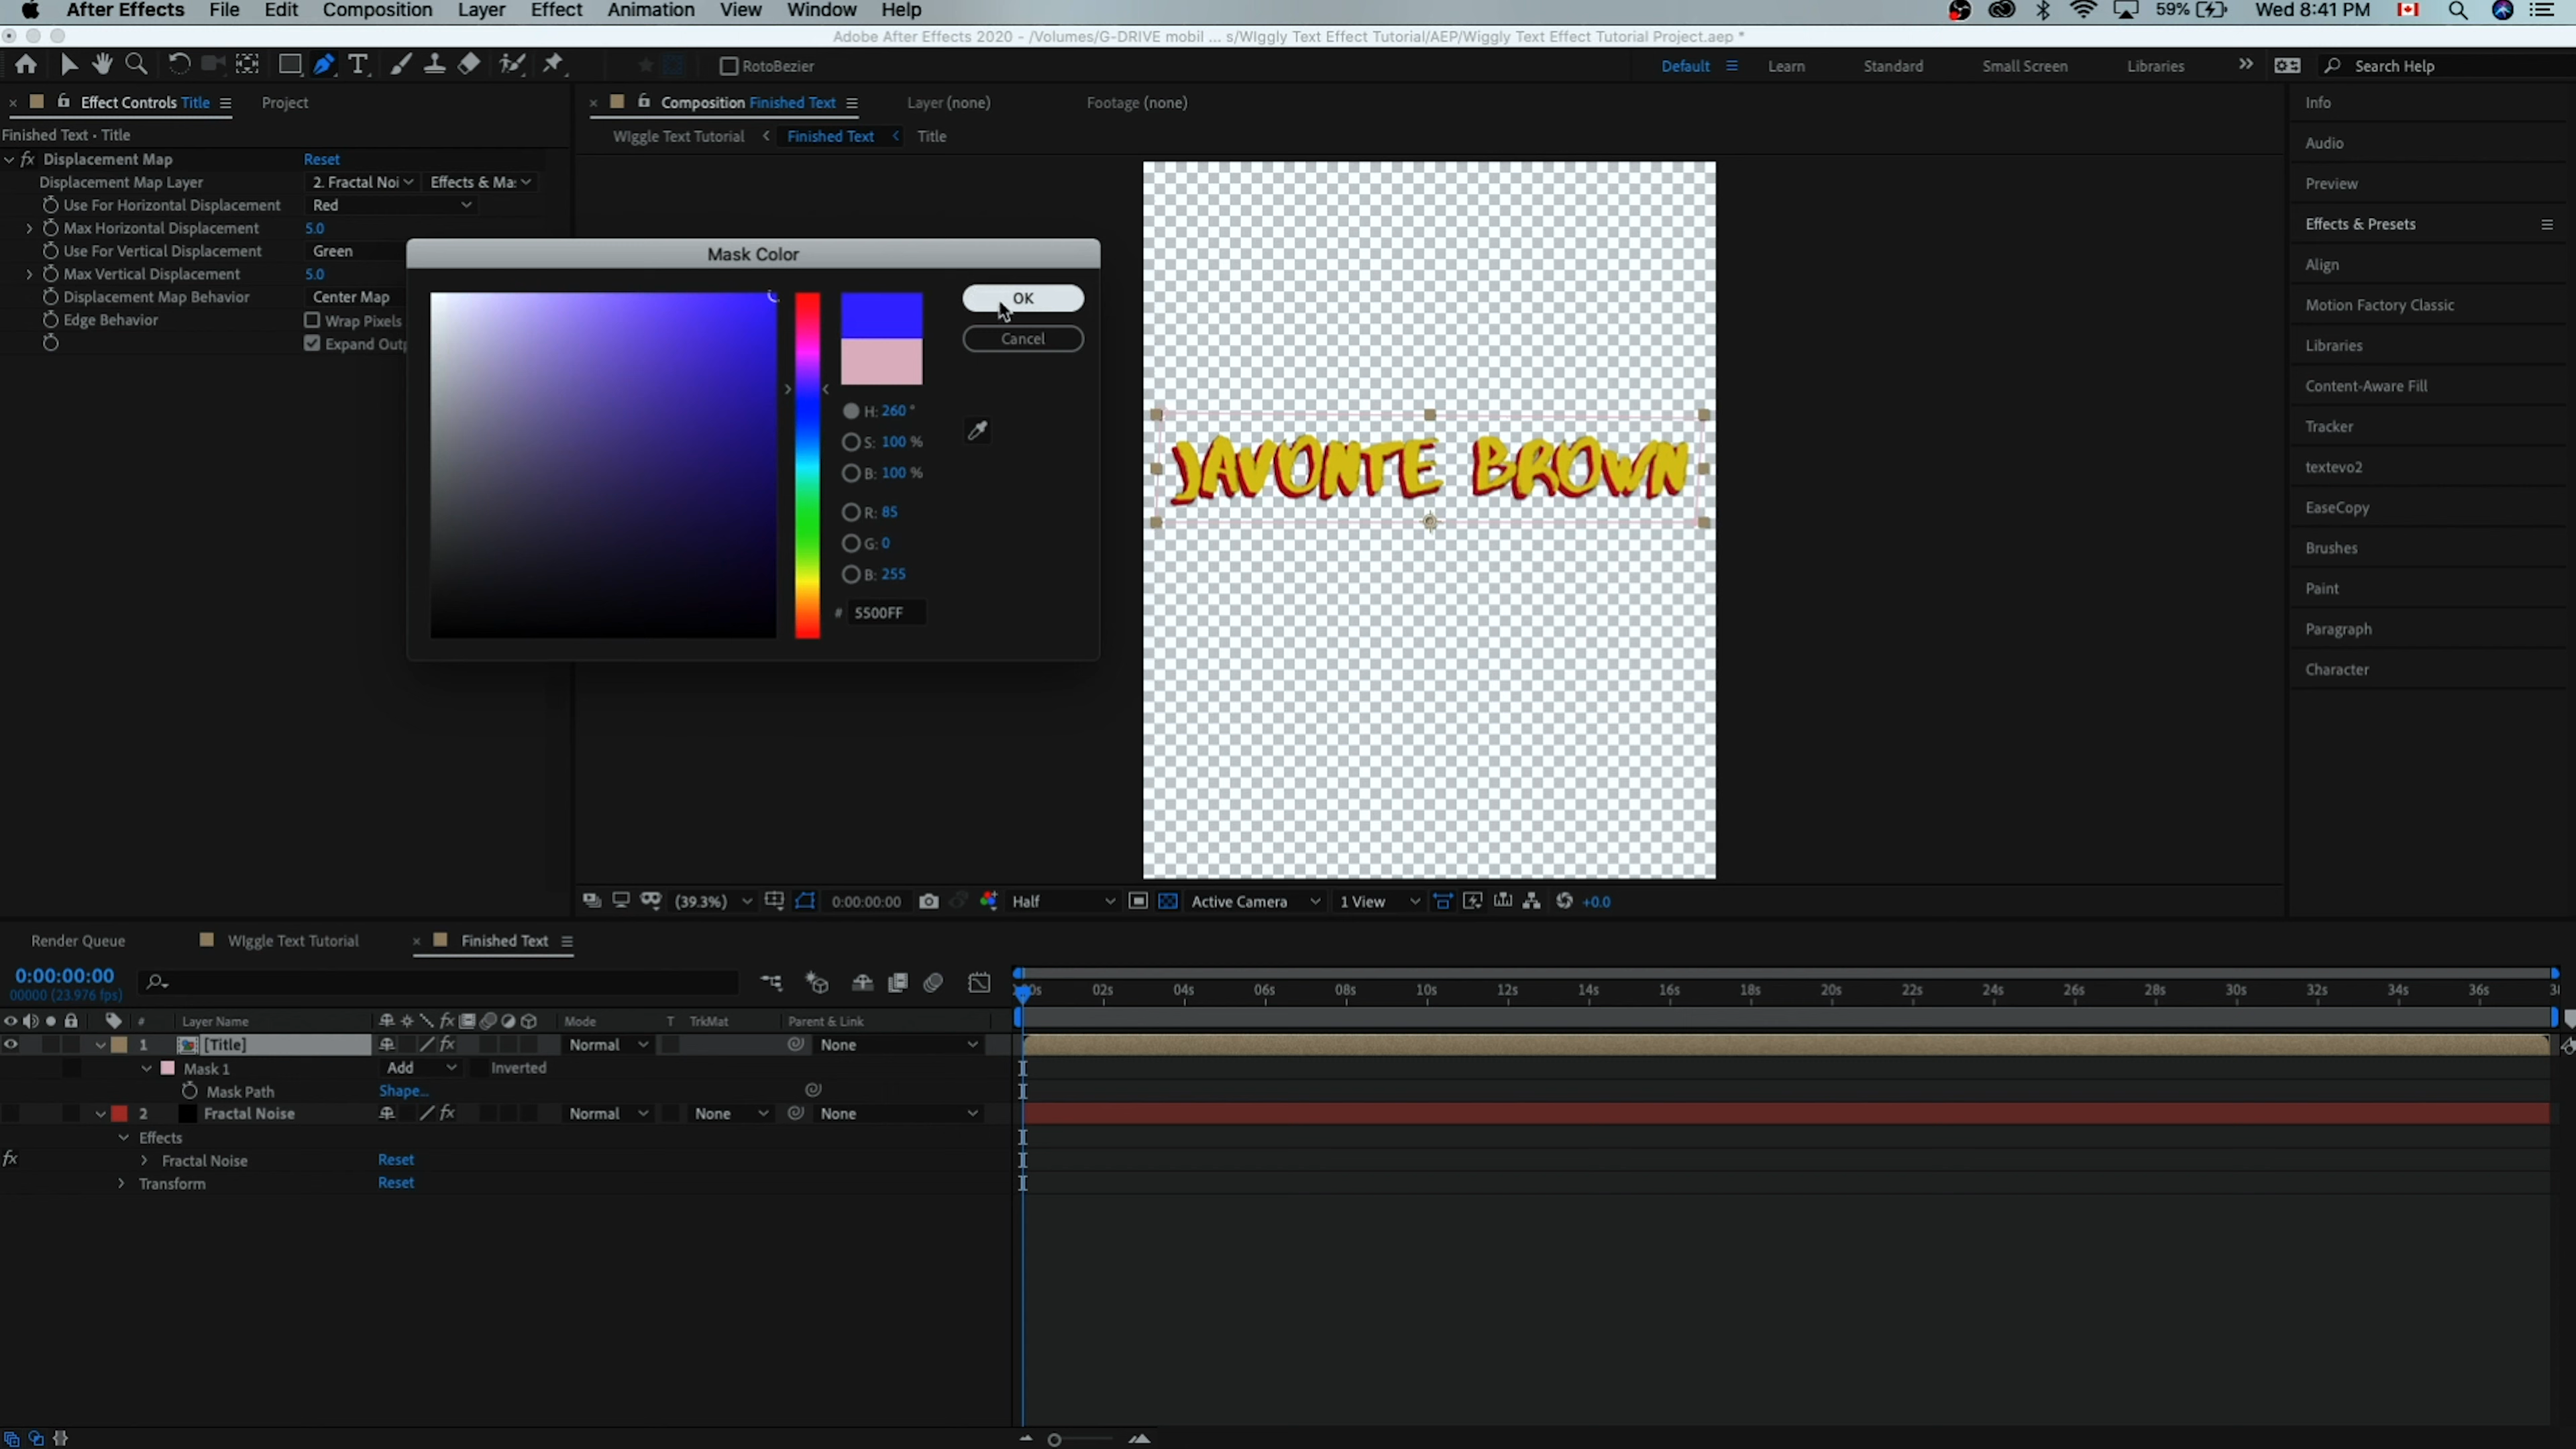 After Effects File Edit Composition Layer Effect Animation View Window Help 59% Wed 8:41 PM
Adobe After Effects 2020 - /Volumes/G-DRIVE mobil ... s/WIggly Text Effect Tutorial/AEP/Wiggly Text Effect Tutorial Project.aep *
RotoBezier Default Learn Standard Small Screen Libraries Search Help
Effect Controls Title Project Composition Finished Text Layer (none) Footage (none)
Finished Text • Title
WIggle Text Tutorial Finished Text Title
fx Displacement Map Reset
Displacement Map Layer 2. Fractal Noi Effects & Ma:
Use For Horizontal Displacement Red
Max Horizontal Displacement 5.0
Use For Vertical Displacement Green
Max Vertical Displacement 5.0
Displacement Map Behavior Center Map
Edge Behavior Wrap Pixels
Expand Outp
Mask Color
OK
Cancel
H: 260 °
S: 100 %
B: 100 %
R: 85
G: 0
B: 255
# 5500FF
JAVONTE BROWN
Info
Audio
Preview
Effects & Presets
Align
Motion Factory Classic
Libraries
Content-Aware Fill
Tracker
textevo2
EaseCopy
Brushes
Paint
Paragraph
Character
(39.3%) 0:00:00:00 Half Active Camera 1 View +0.0
Render Queue WIggle Text Tutorial Finished Text
0:00:00:00
00000 (23.976 fps)
02s 04s 06s 08s 10s 12s 14s 16s 18s 20s 22s 24s 26s 28s 30s 32s 34s 36s
# Layer Name fx Mode T TrkMat Parent & Link
1 [Title] fx Normal None
Mask 1 Add Inverted
Mask Path Shape...
2 Fractal Noise fx Normal None None
Effects
fx Fractal Noise Reset
Transform Reset